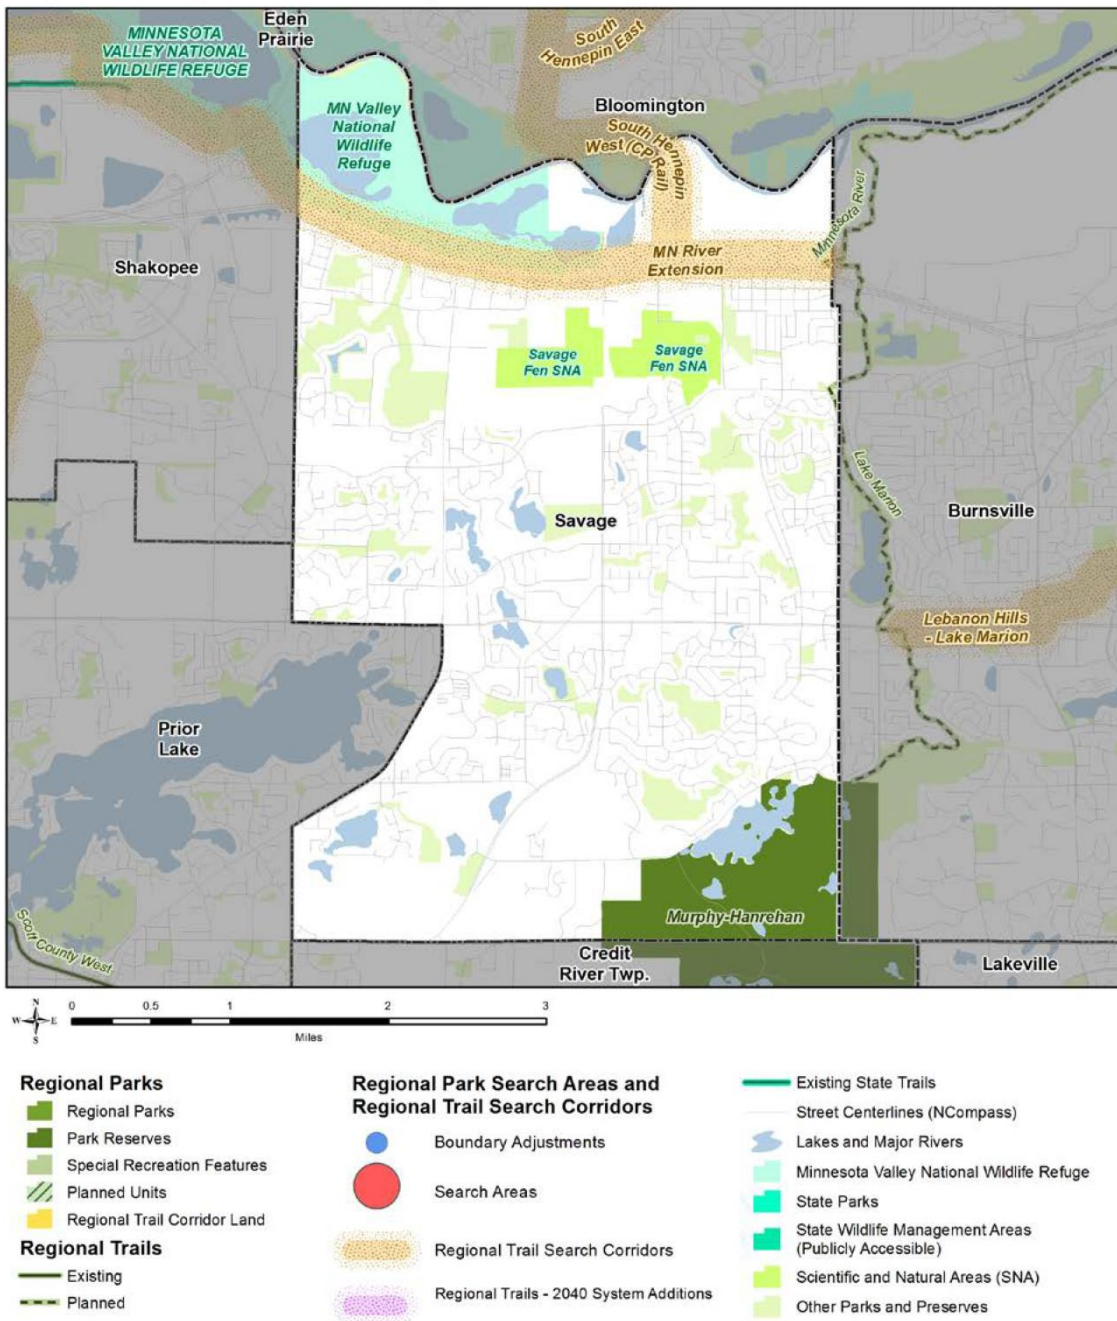 MINNESOTA
VALLEY NATIONAL
WILDLIFE REFUGE
Eden
Prairie
South
Hennepin East
MN Valley
National
Wildlife
Refuge
Bloomington
South Hennepin
West (CP Rail)
Minnesota River
MN River
Extension
Shakopee
Savage
Fen SNA
Savage
Fen SNA
Lake Marion
Savage
Burnsville
Lebanon Hills
- Lake Marion
Prior
Lake
Murphy-Hanrehan
Scott County West
Credit
River Twp.
Lakeville
N
W E
S
0 0.5 1 2 3
Miles
Regional Parks
Regional Parks
Park Reserves
Special Recreation Features
Planned Units
Regional Trail Corridor Land
Regional Trails
Existing
Planned
Regional Park Search Areas and
Regional Trail Search Corridors
Boundary Adjustments
Search Areas
Regional Trail Search Corridors
Regional Trails - 2040 System Additions
Existing State Trails
Street Centerlines (NCompass)
Lakes and Major Rivers
Minnesota Valley National Wildlife Refuge
State Parks
State Wildlife Management Areas
(Publicly Accessible)
Scientific and Natural Areas (SNA)
Other Parks and Preserves